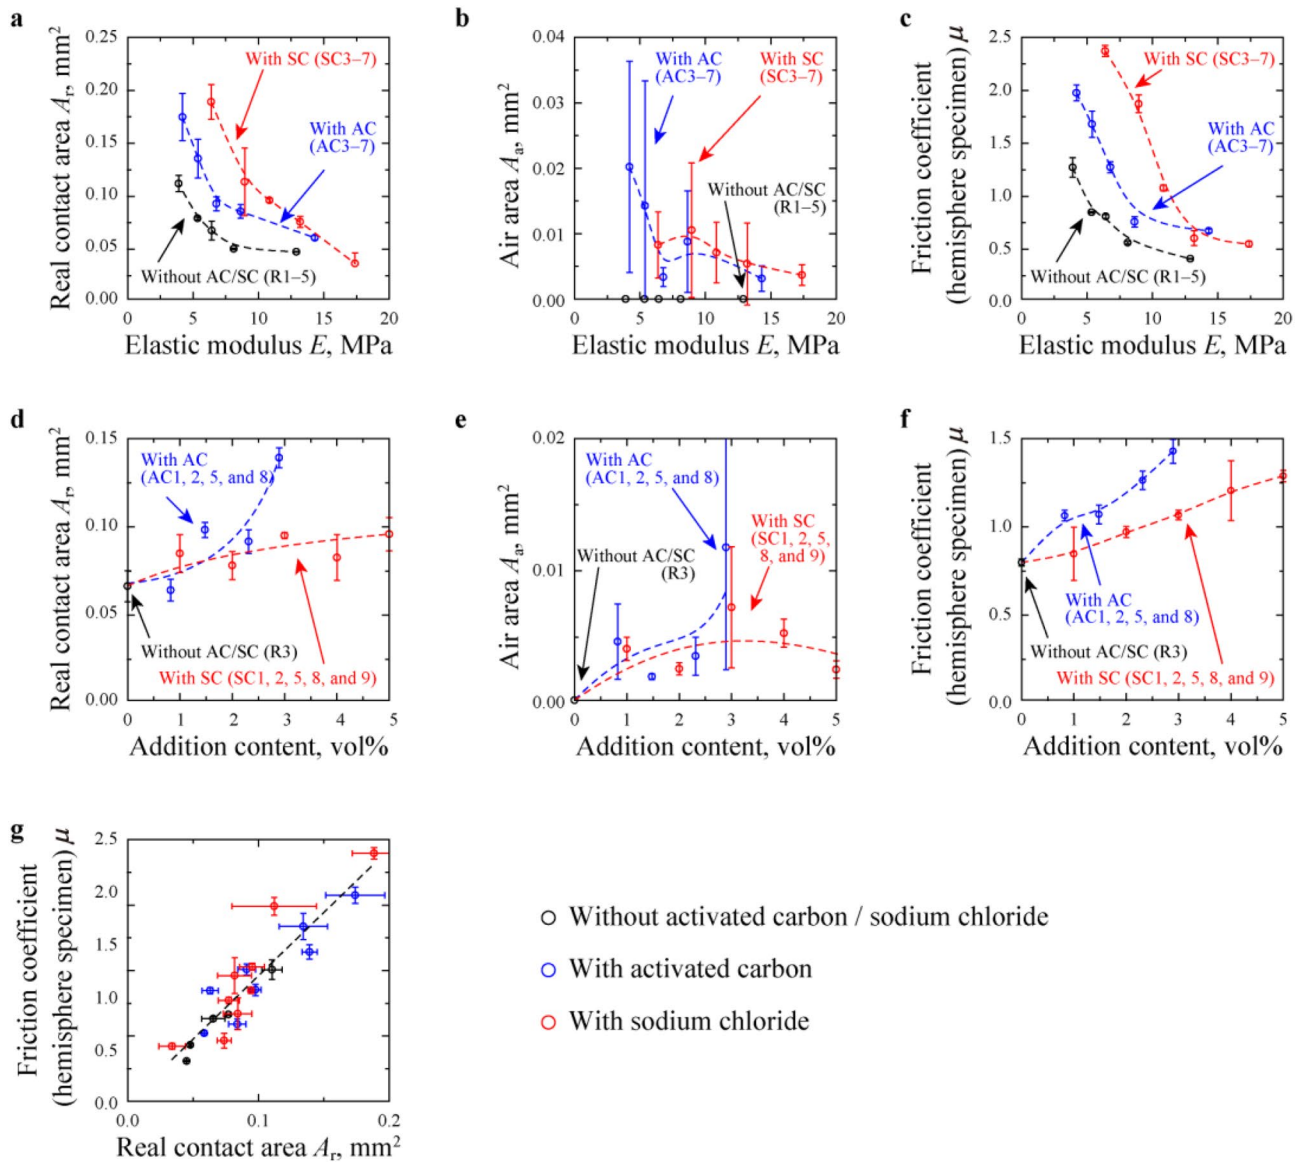 a
Real contact area Ar, mm2
0.25
0.20
0.15
0.10
0.05
0.00
With SC (SC3–7)
With AC
(AC3–7)
Without AC/SC (R1–5)
0 5 10 15 20
Elastic modulus E, MPa
b
Air area Aa, mm2
0.04
0.03
0.02
0.01
0.00
With AC
(AC3–7)
With SC
(SC3–7)
Without AC/SC
(R1–5)
0 5 10 15 20
Elastic modulus E, MPa
c
Friction coefficient
(hemisphere specimen) μ
2.5
2.0
1.5
1.0
0.5
0.0
With SC (SC3–7)
With AC
(AC3–7)
Without AC/SC (R1–5)
0 5 10 15 20
Elastic modulus E, MPa
d
Real contact area Ar, mm2
0.15
0.10
0.05
0.00
With AC
(AC1, 2, 5, and 8)
Without AC/SC (R3)
With SC (SC1, 2, 5, 8, and 9)
0 1 2 3 4 5
Addition content, vol%
e
Air area Aa, mm2
0.02
0.01
0.00
With AC
(AC1, 2, 5, and 8)
With SC
(SC1, 2, 5,
8, and 9)
Without AC/SC
(R3)
0 1 2 3 4 5
Addition content, vol%
f
Friction coefficient
(hemisphere specimen) μ
1.5
1.0
0.5
0.0
With AC
(AC1, 2, 5, and 8)
Without AC/SC (R3)
With SC (SC1, 2, 5, 8, and 9)
0 1 2 3 4 5
Addition content, vol%
g
Friction coefficient
(hemisphere specimen) μ
2.5
2.0
1.5
1.0
0.5
0.0
0.0 0.1 0.2
Real contact area Ar, mm2
Without activated carbon / sodium chloride
With activated carbon
With sodium chloride